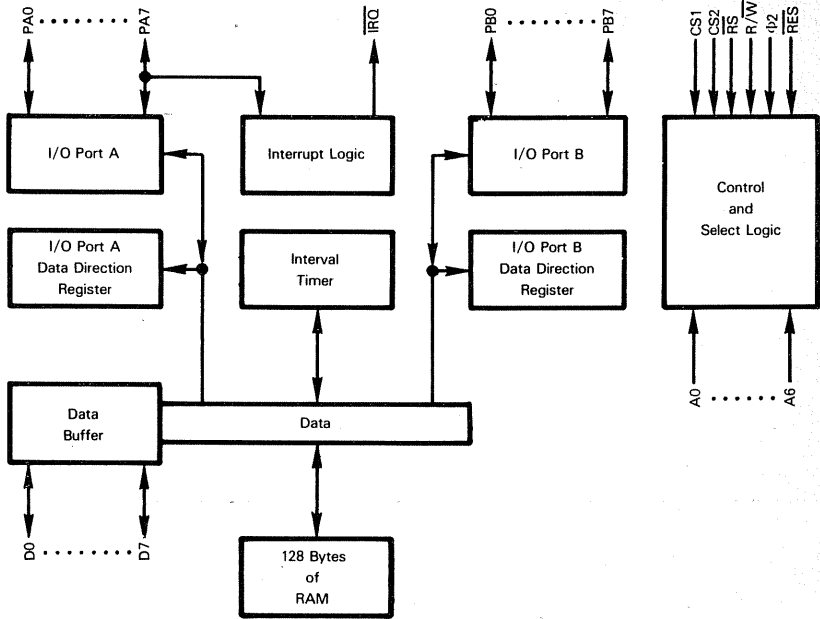 PA0 PA7 IRQ PB0 PB7 CS1 CS2 RS R/W Φ2 RES
I/O Port A
Interrupt Logic
I/O Port B
Control
and
Select Logic
I/O Port A
Data Direction
Register
Interval
Timer
I/O Port B
Data Direction
Register
A0 A6
Data
Buffer
Data
D0 D7
128 Bytes
of
RAM